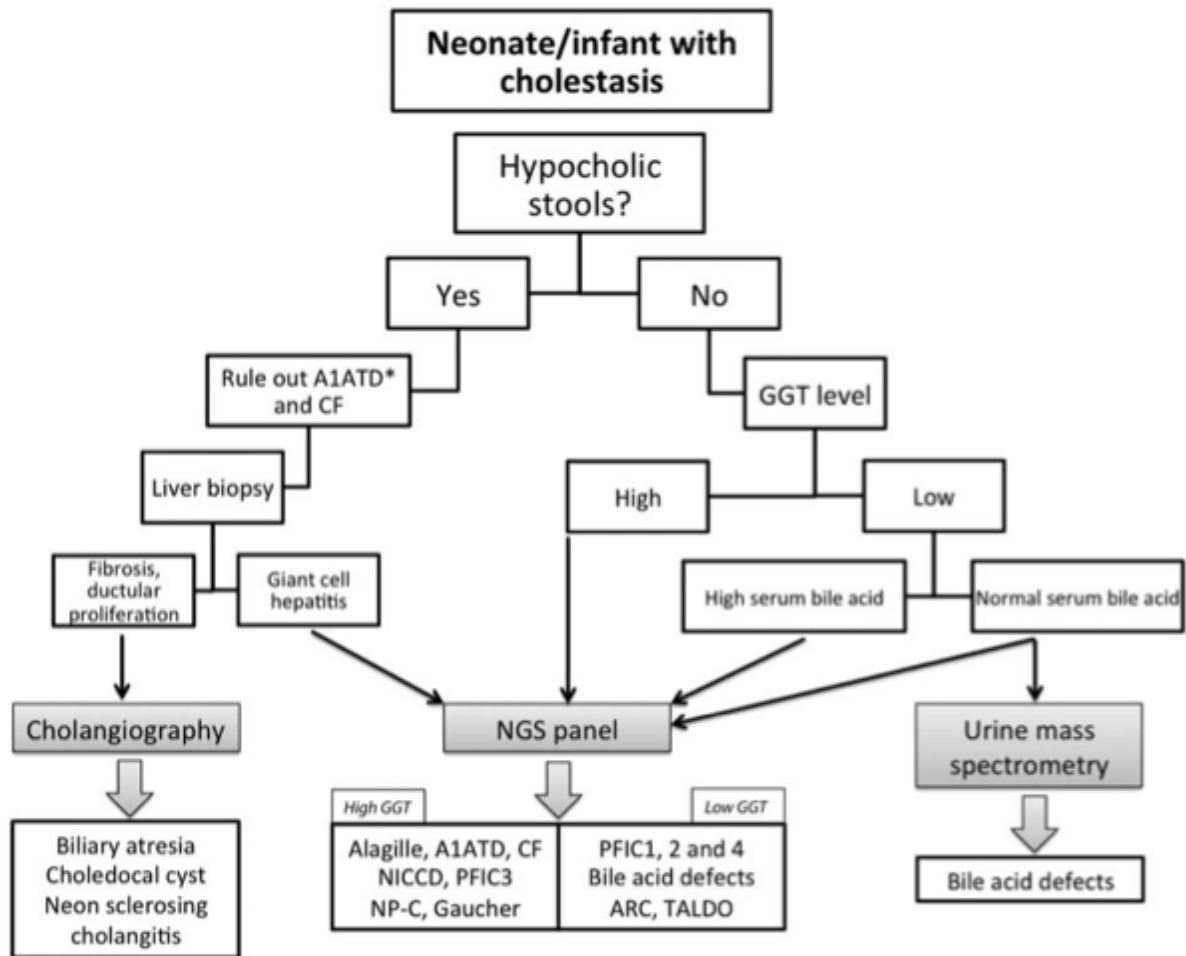 Neonate/infant with
cholestasis
Hypocholic
stools?
Yes
No
Rule out A1ATD*
and CF
GGT level
Liver biopsy
High
Low
Fibrosis,
ductular
proliferation
Giant cell
hepatitis
High serum bile acid
Normal serum bile acid
Cholangiography
NGS panel
Urine mass
spectrometry
High GGT
Low GGT
Biliary atresia
Choledocal cyst
Neon sclerosing
cholangitis
Alagille, A1ATD, CF
NICCD, PFIC3
NP-C, Gaucher
PFIC1, 2 and 4
Bile acid defects
ARC, TALDO
Bile acid defects